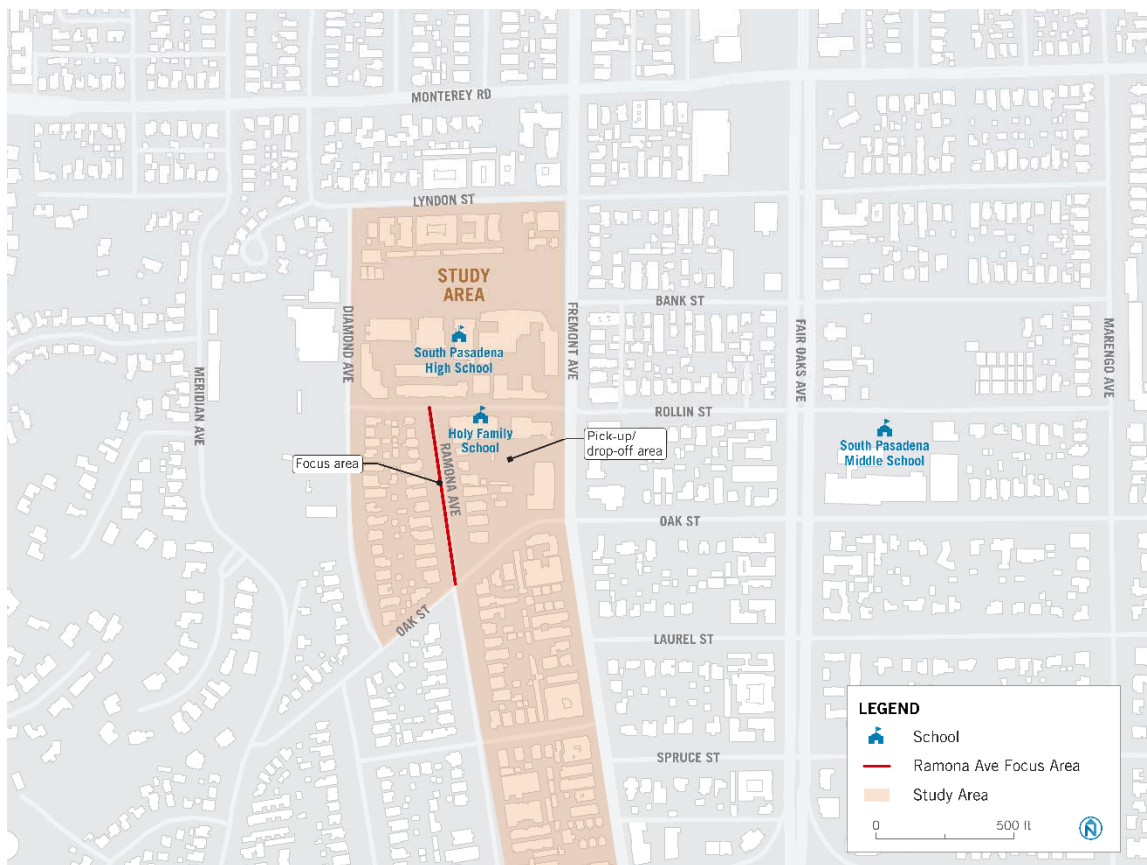 MONTEREY RD
LYNDON ST
STUDY
AREA
BANK ST
DIAMOND AVE
FREMONT AVE
FAIR OAKS AVE
MARENGO AVE
MERIDIAN AVE
South Pasadena
High School
ROLLIN ST
Holy Family
School
Pick-up/
drop-off area
South Pasadena
Middle School
Focus area
RAMONA AVE
OAK ST
OAK ST
LAUREL ST
SPRUCE ST
LEGEND
School
Ramona Ave Focus Area
Study Area
0 500 ft
N